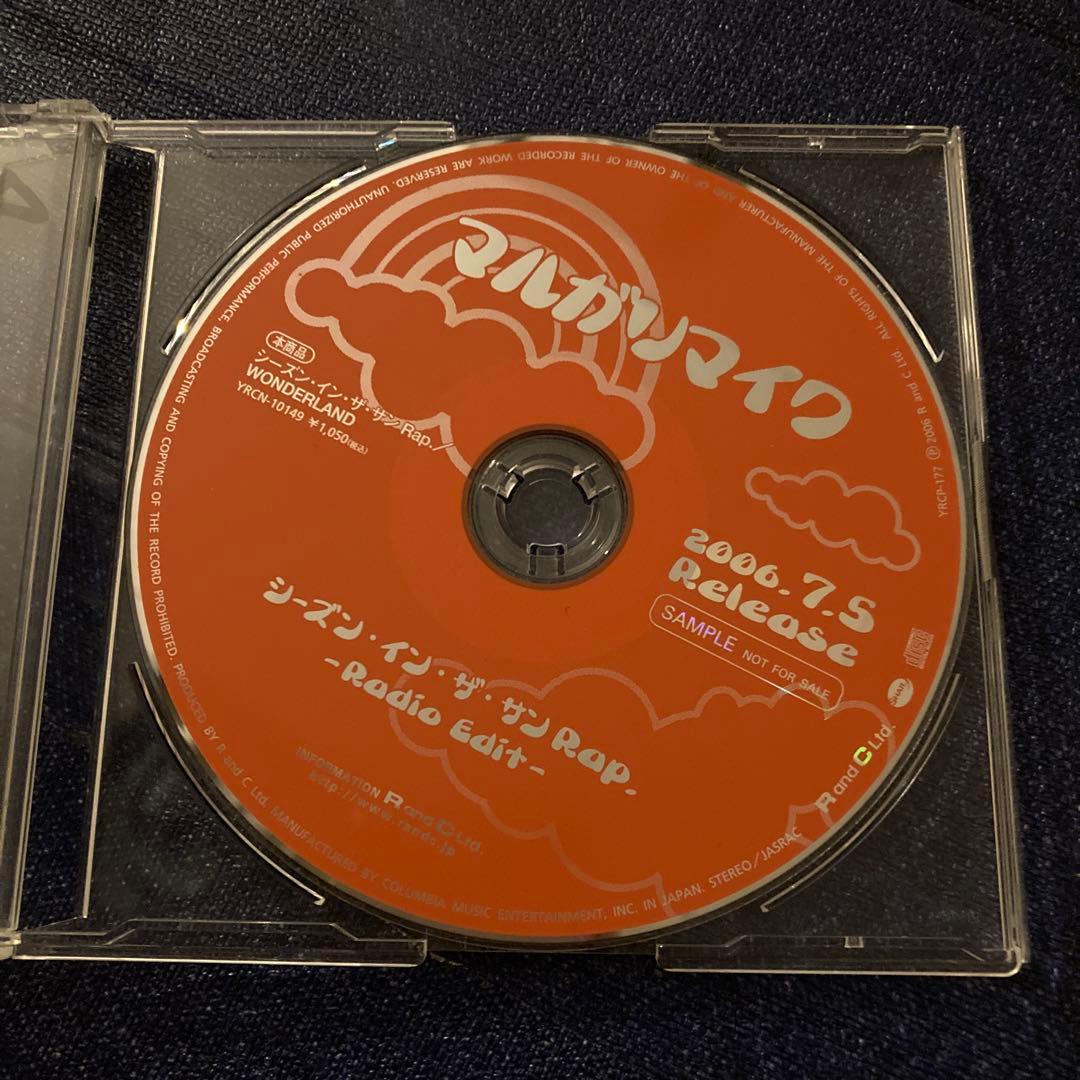 マルガリマイク
本商品
シーズン・イン・ザ・サンRap./
WONDERLAND
YRCN-10149 ¥1,050(税込)
2006.7.5
Release
SAMPLE NOT FOR SALE
シーズン・イン・ザ・サンRap.
-Radio Edit-
INFORMATION R and C Ltd.
http://www.randc.jp
R and C Ltd.
YRCP-177 Ⓟ2006 R and C Ltd. ALL RIGHTS OF THE MANUFACTURER AND OF THE OWNER OF THE RECORDED WORK ARE RESERVED. UNAUTHORIZED PUBLIC PERFORMANCE, BROADCASTING AND COPYING OF THE RECORD PROHIBITED. PRODUCED BY R and C Ltd. MANUFACTURED BY COLUMBIA MUSIC ENTERTAINMENT, INC. IN JAPAN. STEREO/JASRAC